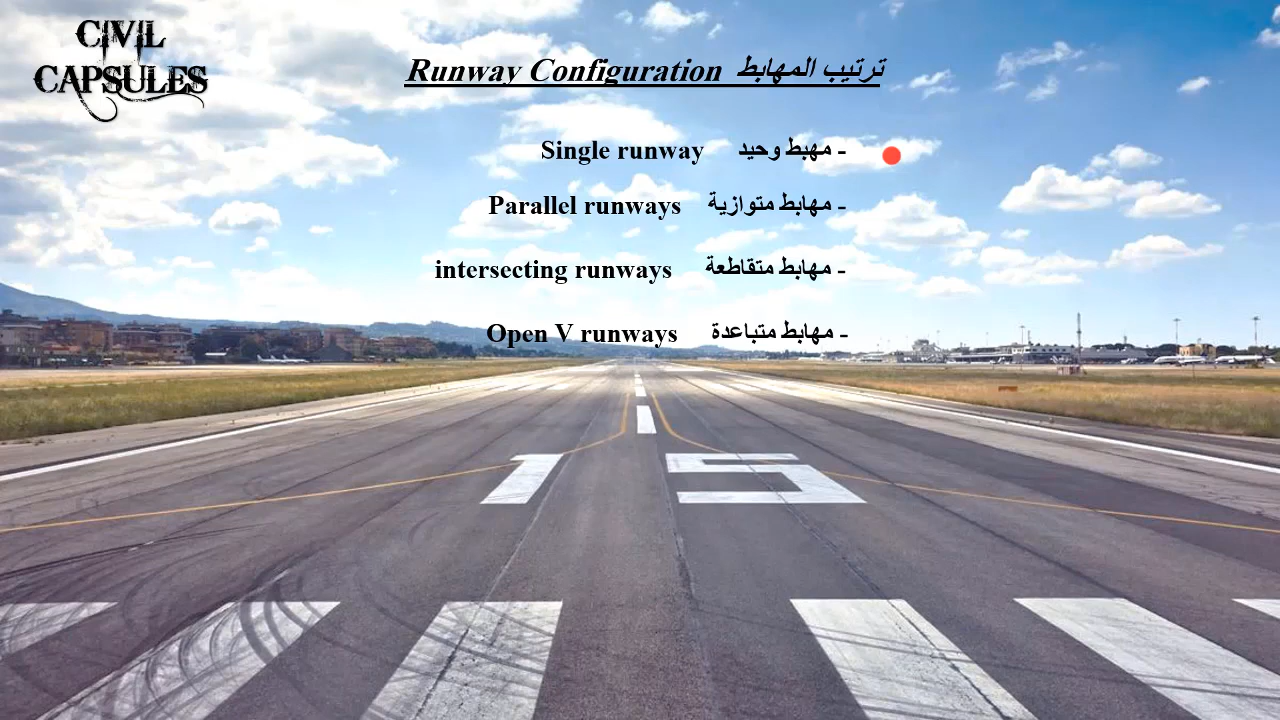 CIVIL
CAPSULES
Runway Configuration ترتيب المهابط
- مهبط وحيد Single runway
- مهابط متوازية Parallel runways
- مهابط متقاطعة intersecting runways
- مهابط متباعدة Open V runways
15